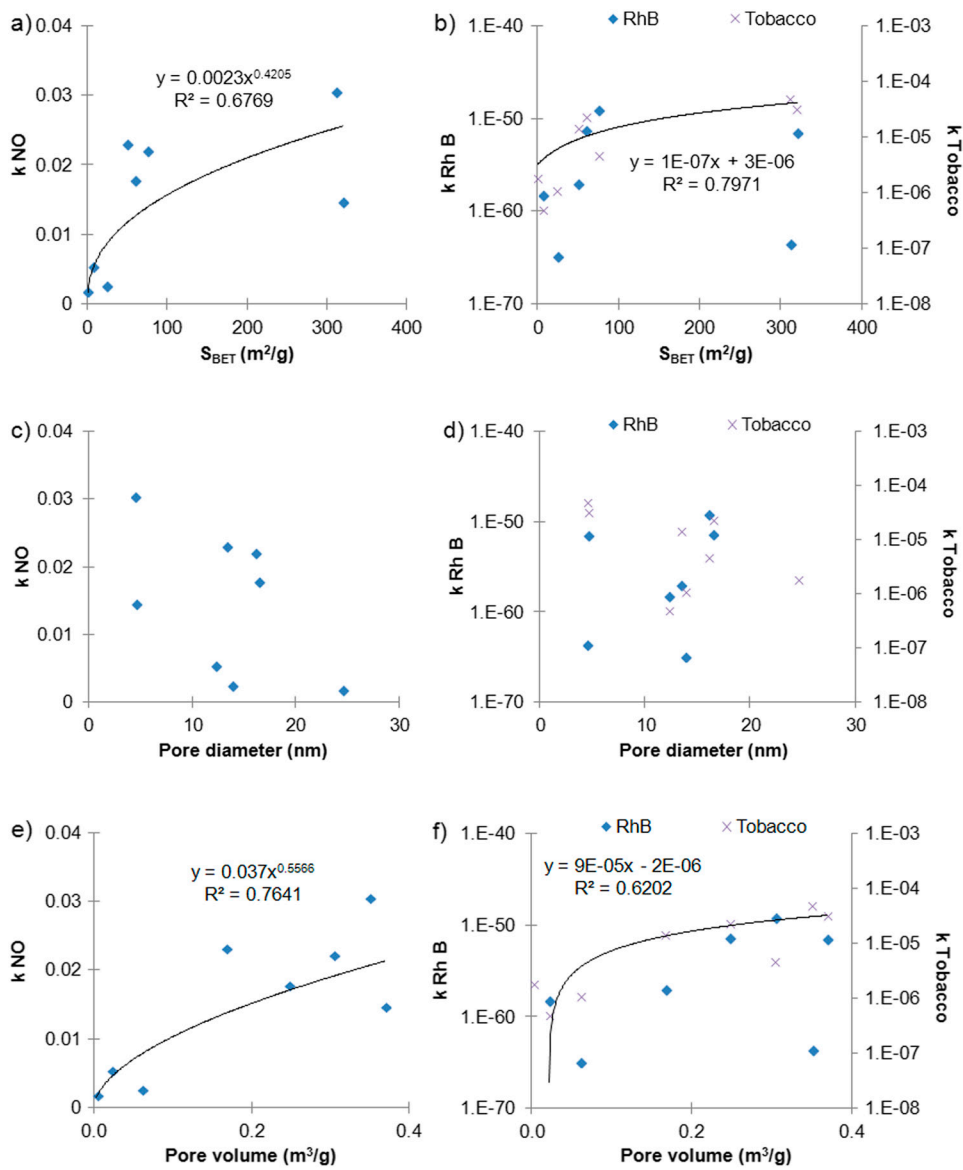 a)
0.04
0.03
0.02
0.01
0
k NO
y = 0.0023x^0.4205
R² = 0.6769
0 100 200 300 400
S_BET (m²/g)
b)
RhB Tobacco
1.E-40
1.E-50
1.E-60
1.E-70
k Rh B
y = 1E-07x + 3E-06
R² = 0.7971
1.E-03
1.E-04
1.E-05
1.E-06
1.E-07
1.E-08
k Tobacco
0 100 200 300 400
S_BET (m²/g)
c)
0.04
0.03
0.02
0.01
0
k NO
0 10 20 30
Pore diameter (nm)
d)
RhB Tobacco
1.E-40
1.E-50
1.E-60
1.E-70
k Rh B
1.E-03
1.E-04
1.E-05
1.E-06
1.E-07
1.E-08
k Tobacco
0 10 20 30
Pore diameter (nm)
e)
0.04
0.03
0.02
0.01
0
k NO
y = 0.037x^0.5566
R² = 0.7641
0.0 0.2 0.4
Pore volume (m³/g)
f)
RhB Tobacco
1.E-40
1.E-50
1.E-60
1.E-70
k Rh B
y = 9E-05x - 2E-06
R² = 0.6202
1.E-03
1.E-04
1.E-05
1.E-06
1.E-07
1.E-08
k Tobacco
0.0 0.2 0.4
Pore volume (m³/g)